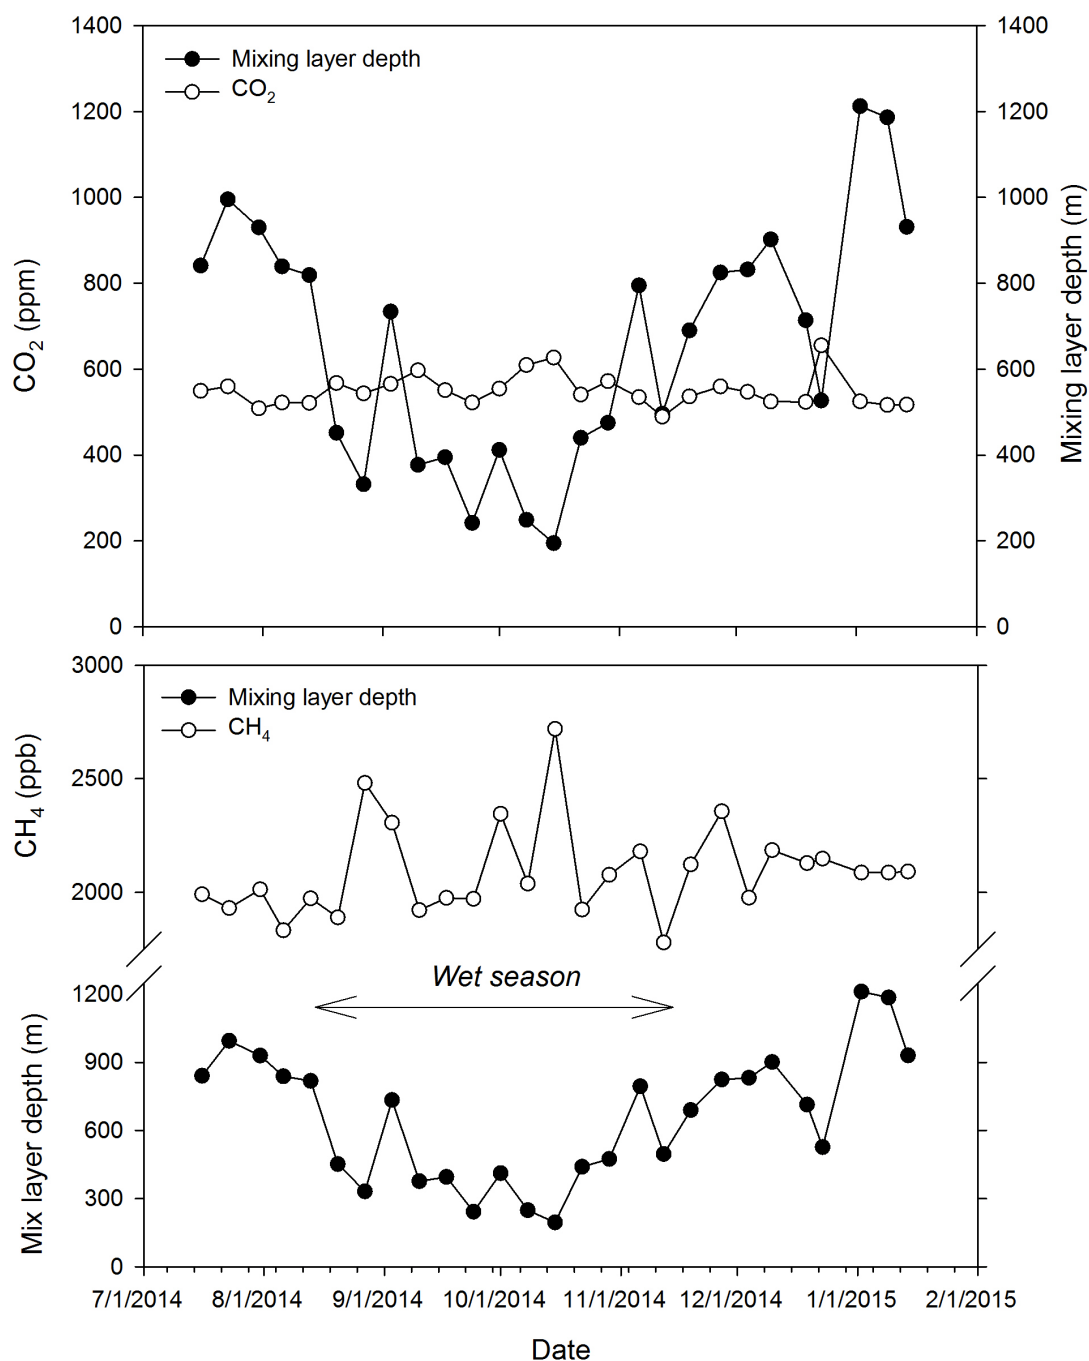 1400
1200
1000
800
600
400
200
0
CO2 (ppm)
Mixing layer depth
CO2
1400
1200
1000
800
600
400
200
0
Mixing layer depth (m)
3000
2500
2000
CH4 (ppb)
Mixing layer depth
CH4
Wet season
1200
900
600
300
0
Mix layer depth (m)
7/1/2014 8/1/2014 9/1/2014 10/1/2014 11/1/2014 12/1/2014 1/1/2015 2/1/2015
Date